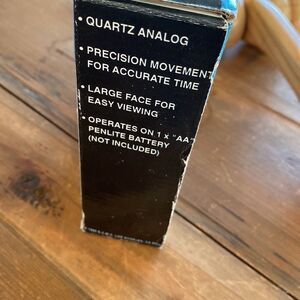 • QUARTZ ANALOG
• PRECISION MOVEMENT
FOR ACCURATE TIME
• LARGE FACE FOR
EASY VIEWING
• OPERATES ON 1 x "AA"
PENLITE BATTERY
(NOT INCLUDED)